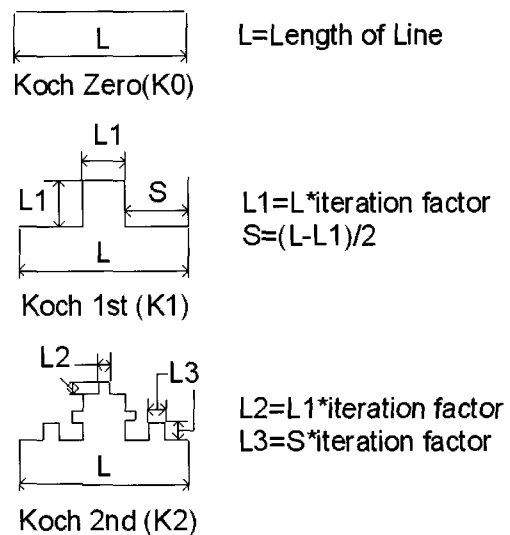 L
L=Length of Line
Koch Zero(K0)
L1
L1
S
L1=L*iteration factor
S=(L-L1)/2
L
Koch 1st (K1)
L2
L3
L2=L1*iteration factor
L3=S*iteration factor
L
Koch 2nd (K2)